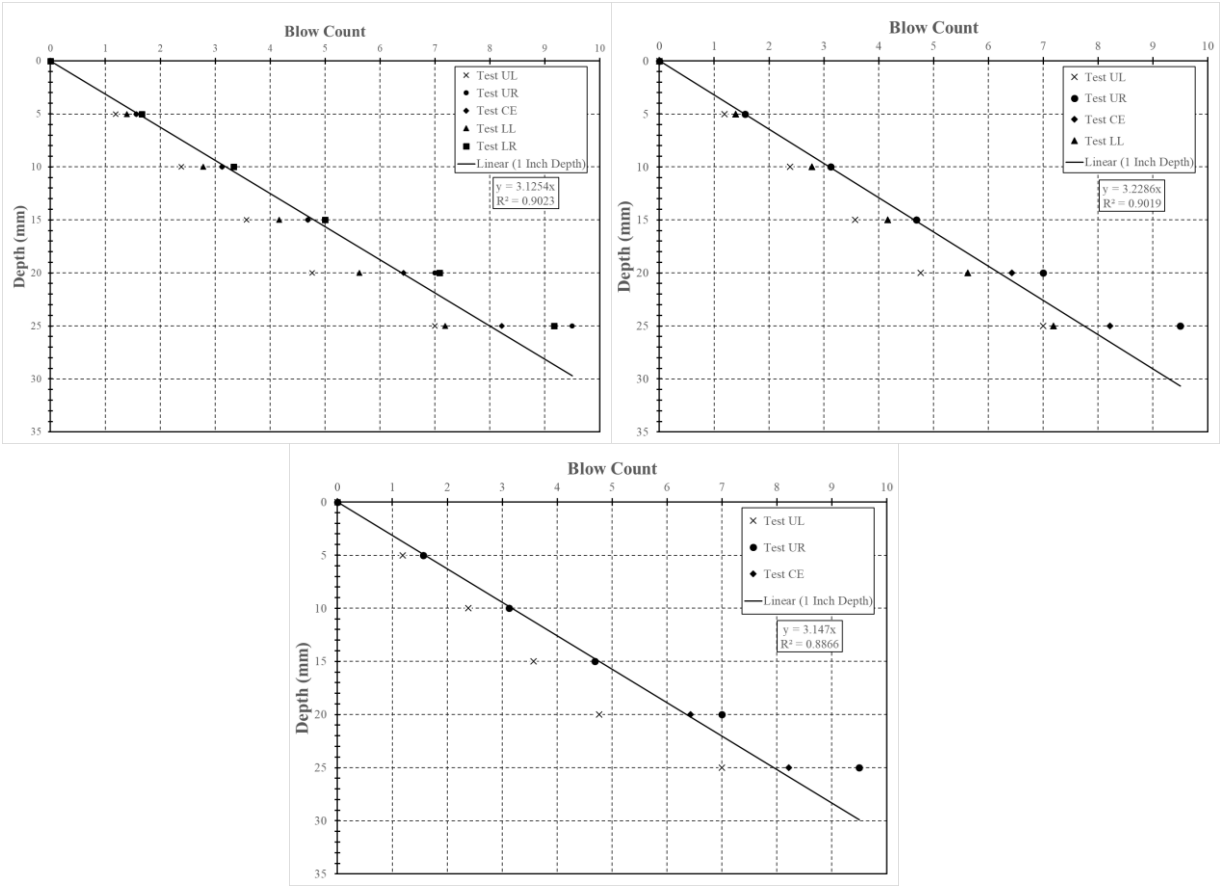 Blow Count
0 1 2 3 4 5 6 7 8 9 10
0
5
10
15
20
25
30
35
Depth (mm)
Test UL
Test UR
Test CE
Test LL
Test LR
Linear (1 Inch Depth)
y = 3.1254x
R² = 0.9023
Blow Count
0 1 2 3 4 5 6 7 8 9 10
0
5
10
15
20
25
30
35
Depth (mm)
Test UL
Test UR
Test CE
Test LL
Linear (1 Inch Depth)
y = 3.2286x
R² = 0.9019
Blow Count
0 1 2 3 4 5 6 7 8 9 10
0
5
10
15
20
25
30
35
Depth (mm)
Test UL
Test UR
Test CE
Linear (1 Inch Depth)
y = 3.147x
R² = 0.8866